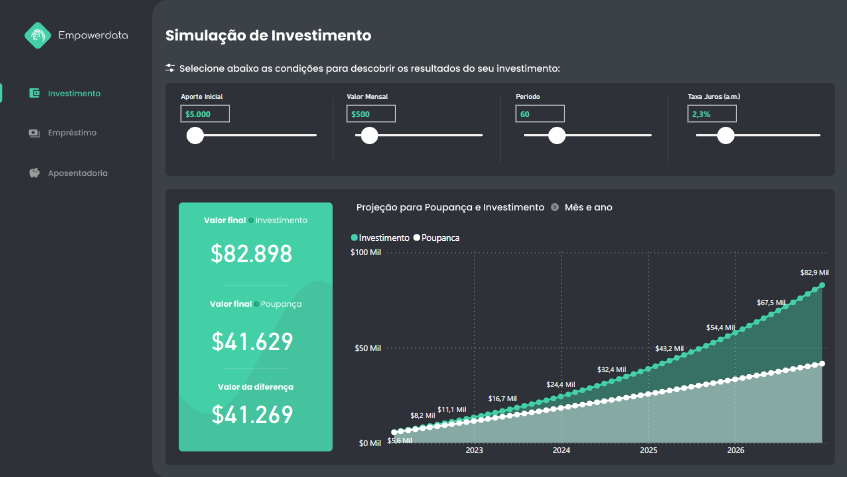 Empowerdata
Investimento
Empréstimo
Aposentadoria
Simulação de Investimento
Selecione abaixo as condições para descobrir os resultados do seu investimento:
Aporte Inicial
$5.000
Valor Mensal
$500
Período
60
Taxa Juros (a.m.)
2,3%
Valor final Investimento
$82.898
Valor final Poupança
$41.629
Valor da diferença
$41.269
Projeção para Poupança e Investimento Mês e ano
Investimento Poupanca
$100 Mil
$50 Mil
$0 Mil
$5,6 Mil
$8,2 Mil
$11,1 Mil
$16,7 Mil
$24,4 Mil
$32,4 Mil
$43,2 Mil
$54,4 Mil
$67,5 Mil
$82,9 Mil
2023 2024 2025 2026